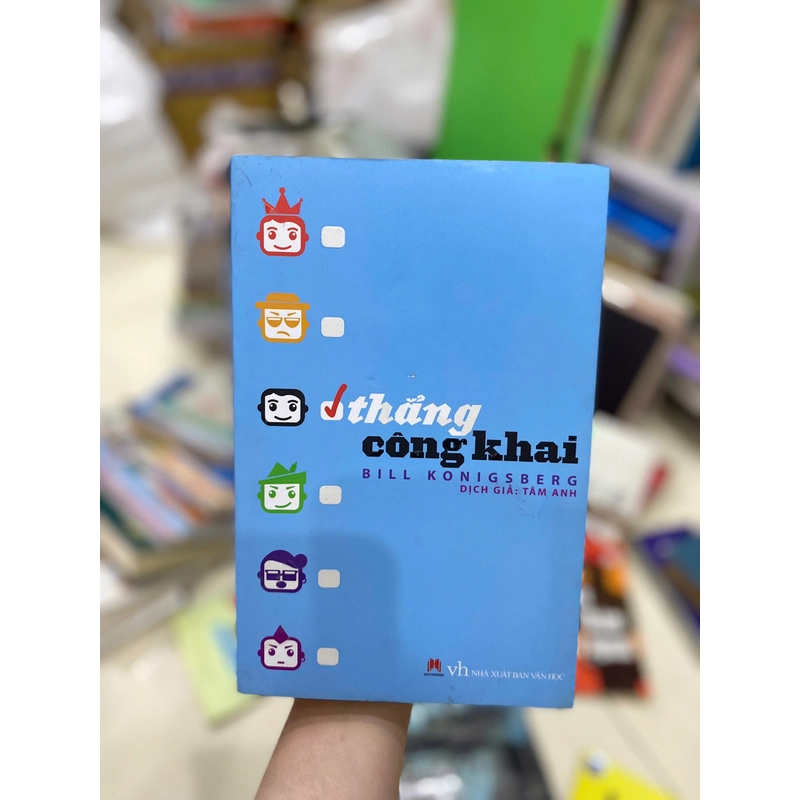 thẳng
công khai
BILL KONIGSBERG
DỊCH GIẢ: TÂM ANH
vh NHÀ XUẤT BẢN VĂN HỌC